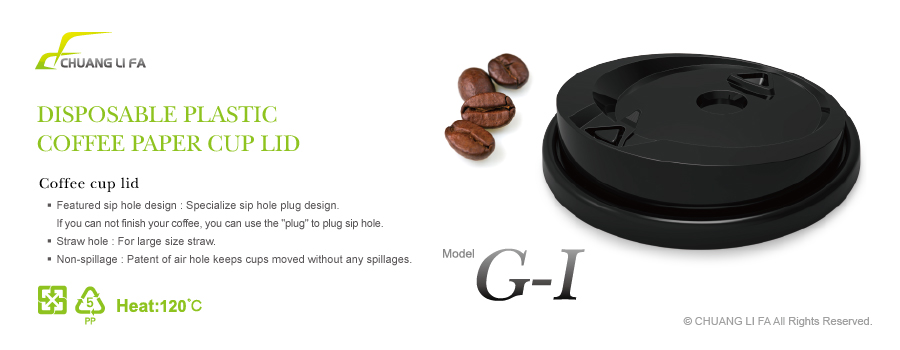 CHUANG LI FA
DISPOSABLE PLASTIC
COFFEE PAPER CUP LID
Coffee cup lid
▪ Featured sip hole design : Specialize sip hole plug design.
If you can not finish your coffee, you can use the "plug" to plug sip hole.
▪ Straw hole : For large size straw.
▪ Non-spillage : Patent of air hole keeps cups moved without any spillages.
5
PP
Heat:120°C
Model
G-I
© CHUANG LI FA All Rights Reserved.